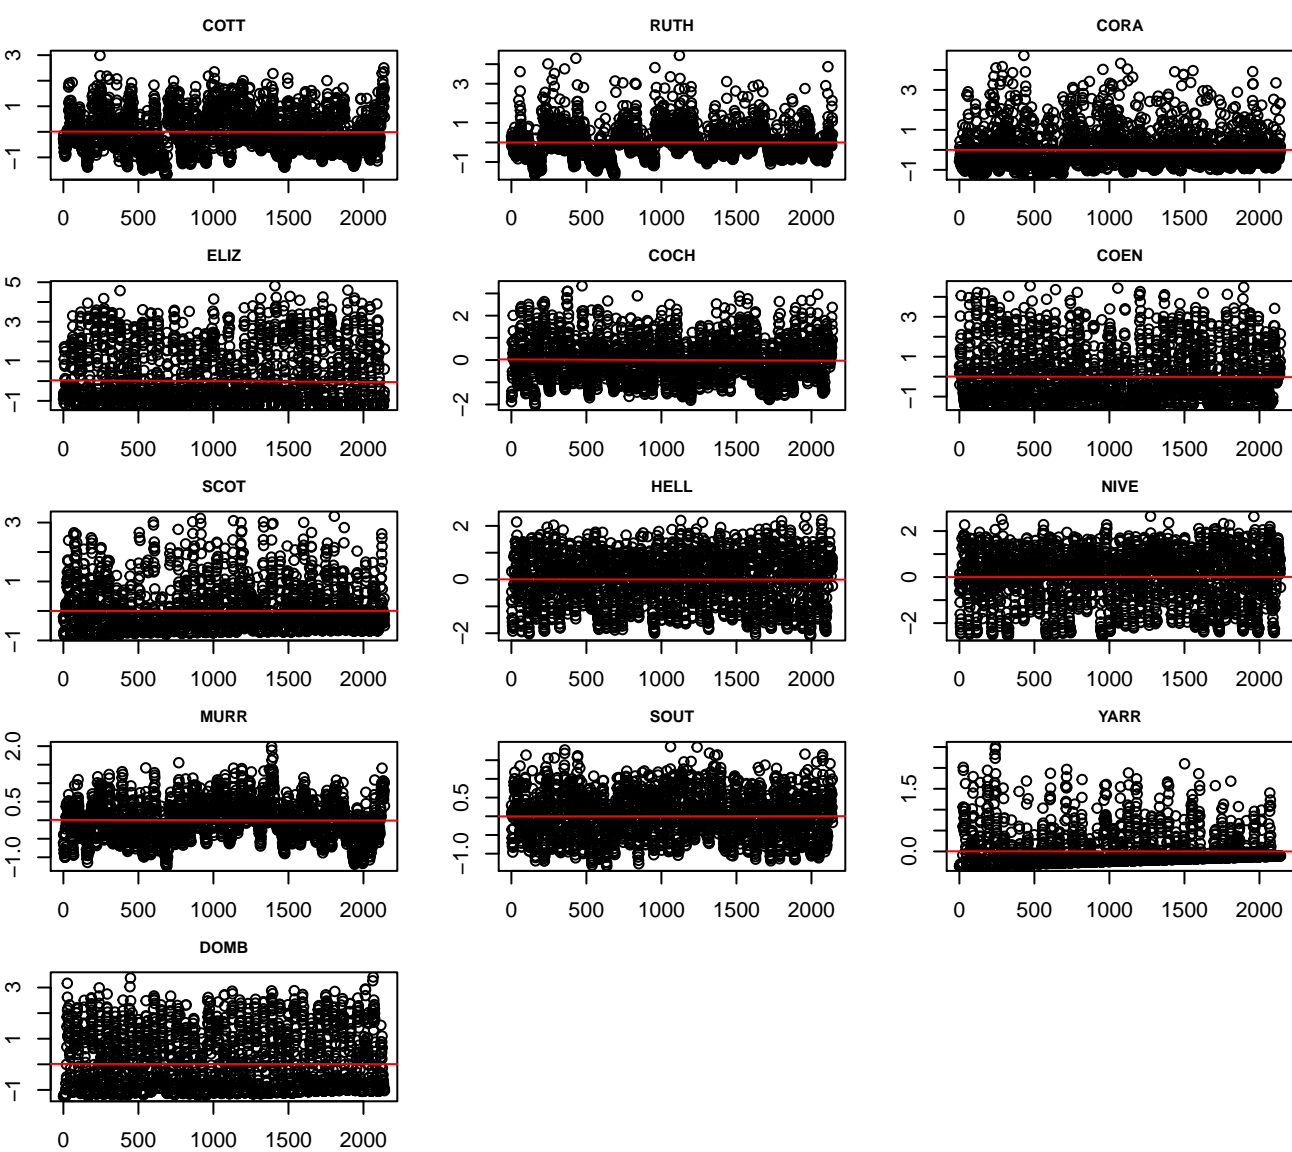 COTT RUTH CORA
3 1 −1
3 1 −1
3 1 −1
0 500 1000 1500 2000 0 500 1000 1500 2000 0 500 1000 1500 2000
ELIZ COCH COEN
5 3 1 −1
2 0 −2
3 1 −1
0 500 1000 1500 2000 0 500 1000 1500 2000 0 500 1000 1500 2000
SCOT HELL NIVE
3 1 −1
2 0 −2
2 0 −2
0 500 1000 1500 2000 0 500 1000 1500 2000 0 500 1000 1500 2000
MURR SOUT YARR
2.0 0.5 −1.0
0.5 −1.0
1.5 0.0
0 500 1000 1500 2000 0 500 1000 1500 2000 0 500 1000 1500 2000
DOMB
3 1 −1
0 500 1000 1500 2000